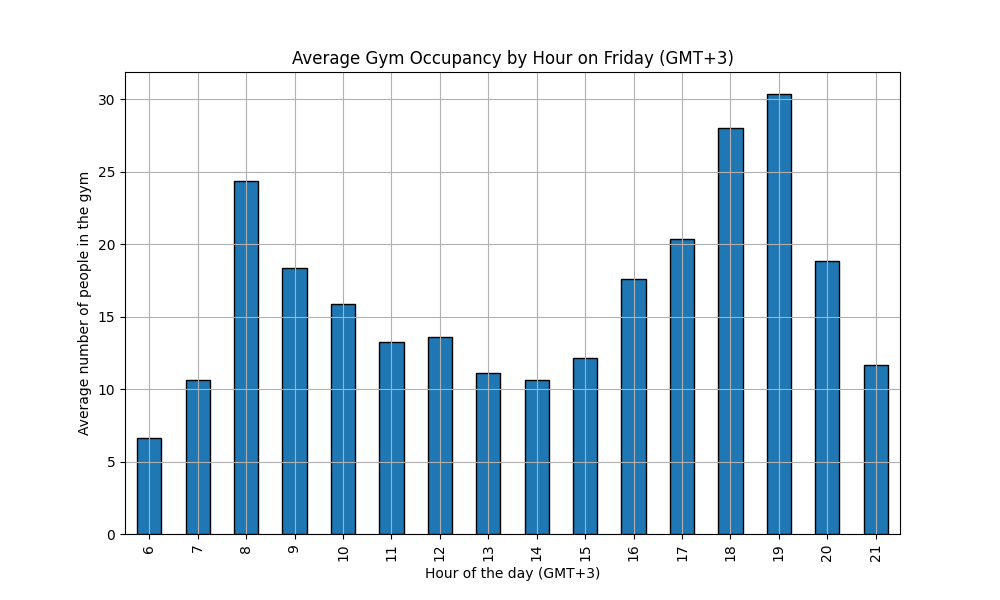 Average Gym Occupancy by Hour on Friday (GMT+3)
Average number of people in the gym
30
25
20
15
10
5
0
6 7 8 9 10 11 12 13 14 15 16 17 18 19 20 21
Hour of the day (GMT+3)